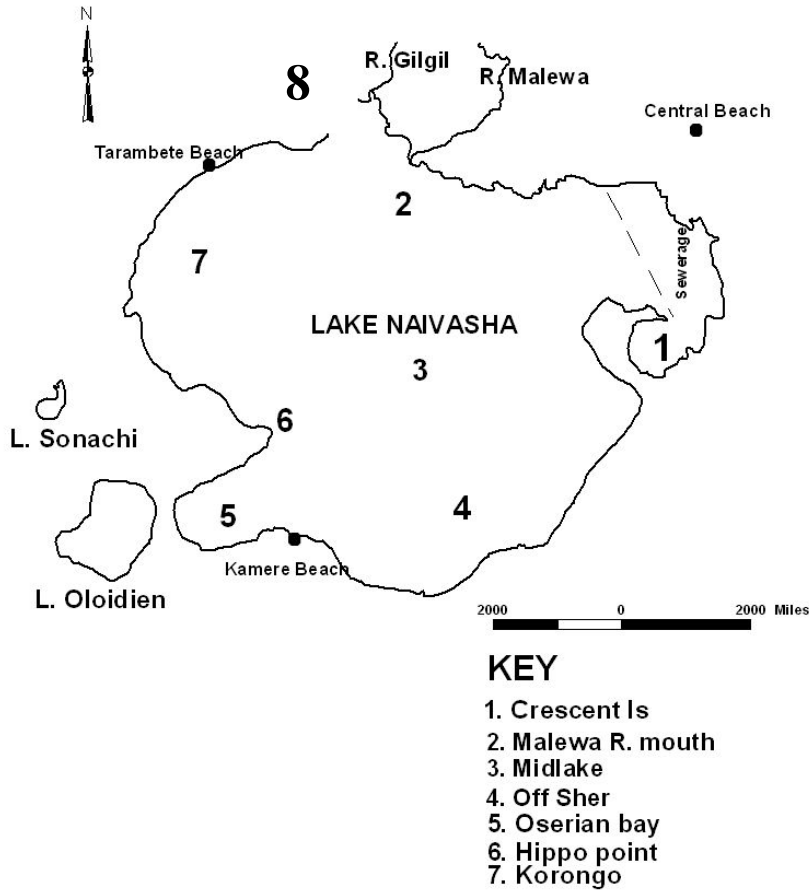 N
R. Gilgil
8
R. Malewa
Central Beach
Tarambete Beach
2
Sewerage
7
LAKE NAIVASHA
1
3
6
L. Sonachi
4
5
Kamere Beach
L. Oloidien
2000 0 2000 Miles
KEY
1. Crescent Is
2. Malewa R. mouth
3. Midlake
4. Off Sher
5. Oserian bay
6. Hippo point
7. Korongo